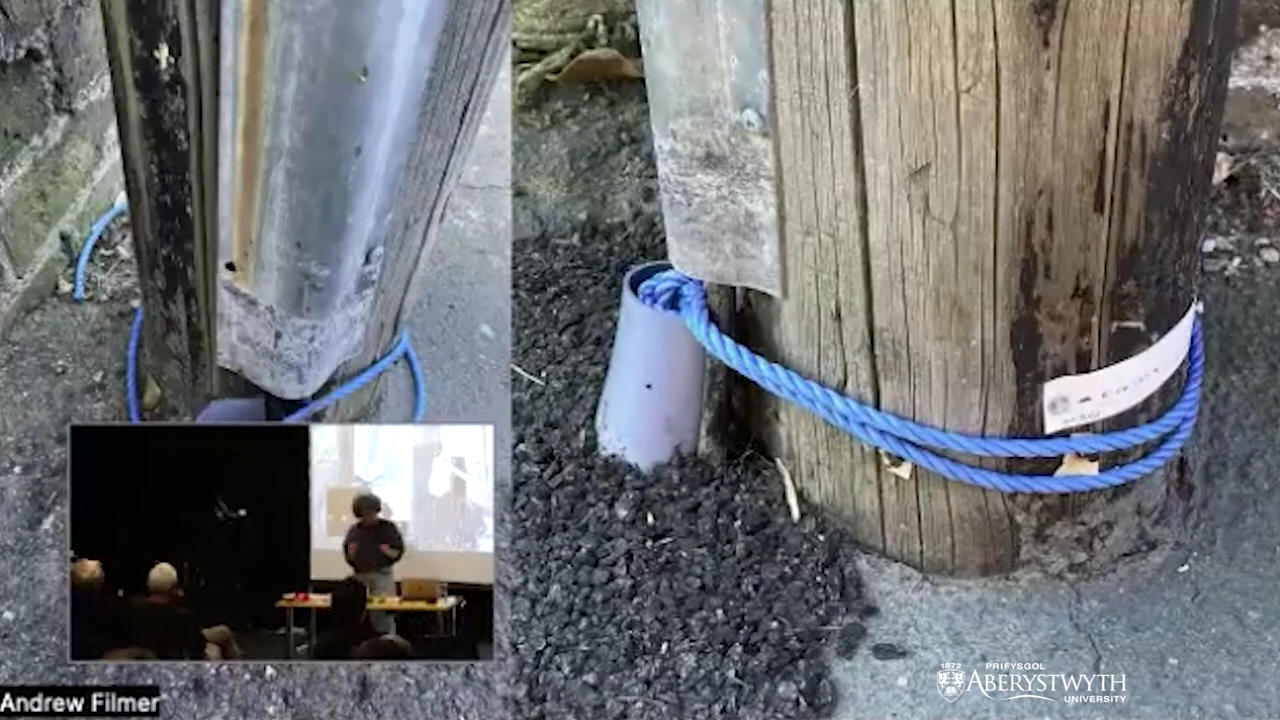 Andrew Filmer
1872
PRIFYSGOL
ABERYSTWYTH
UNIVERSITY